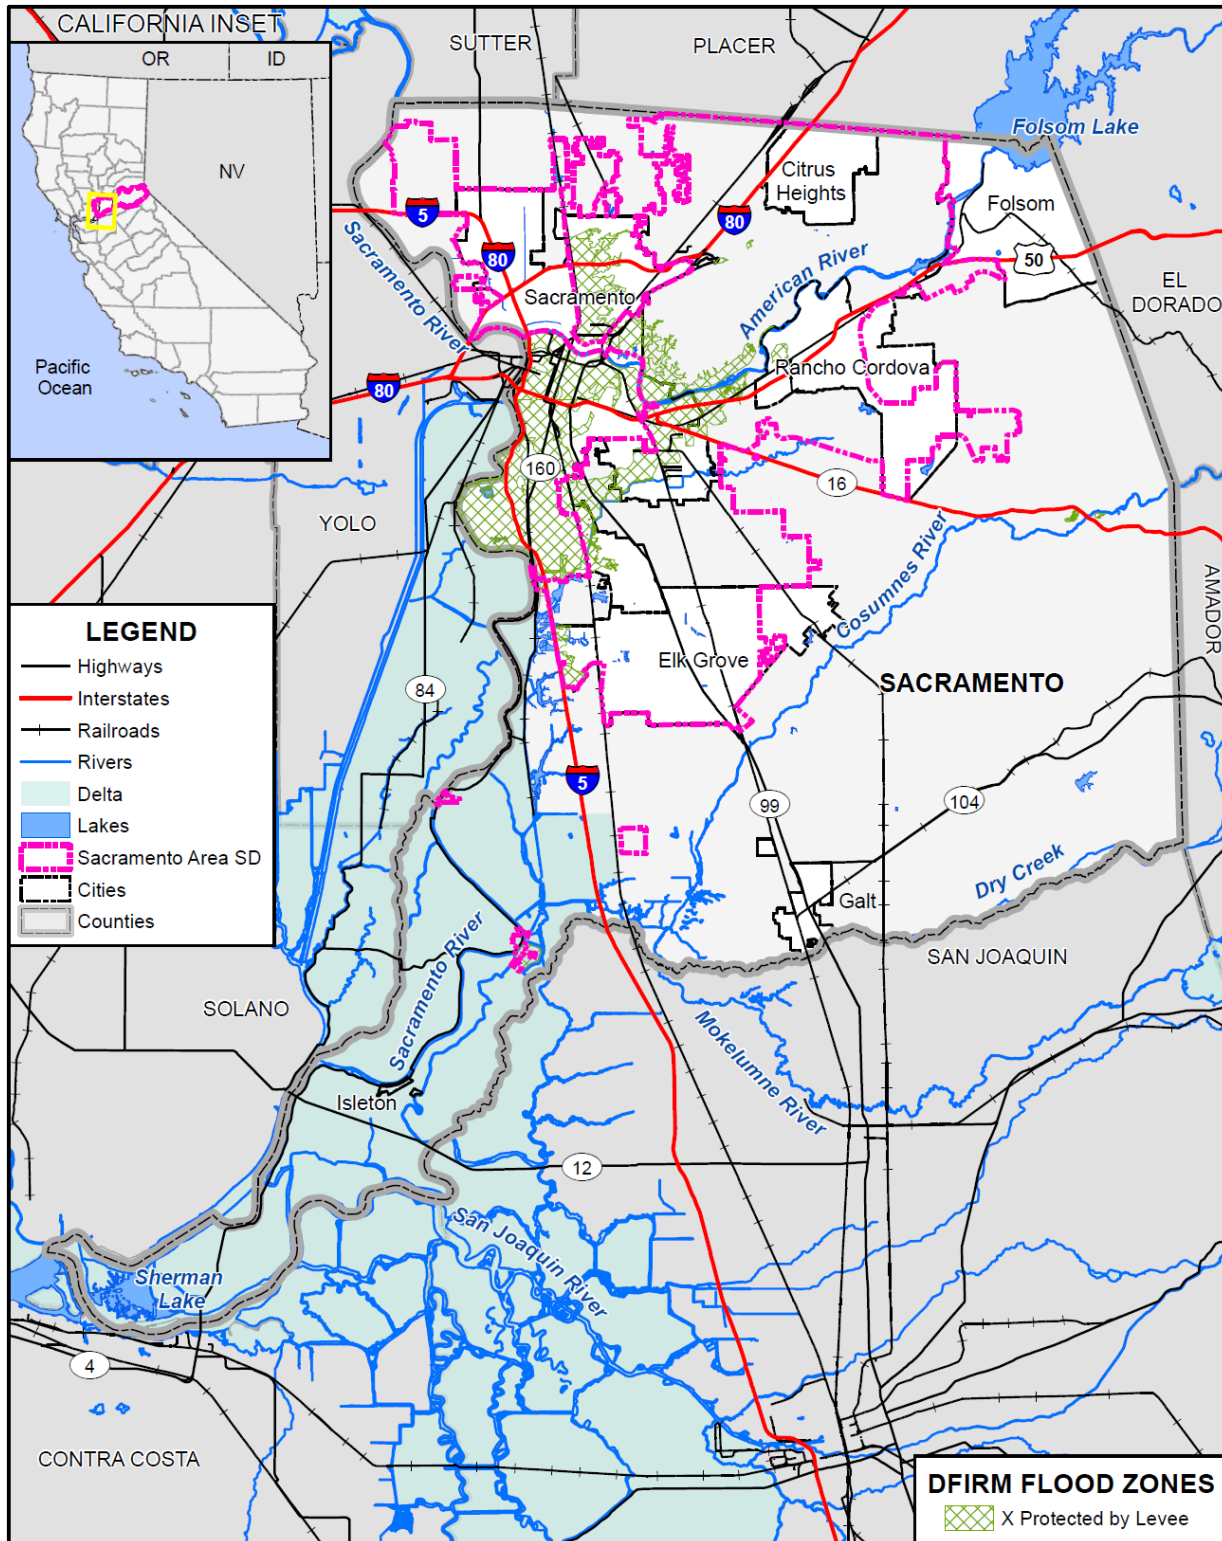 CALIFORNIA INSET
OR
ID
NV
Pacific
Ocean
SUTTER
PLACER
Folsom Lake
Citrus
Heights
Folsom
5
80
80
50
Sacramento River
Sacramento
American River
EL
DORADO
80
Rancho Cordova
160
16
YOLO
Cosumnes River
AMADOR
LEGEND
Highways
Interstates
Railroads
Rivers
Delta
Lakes
Sacramento Area SD
Cities
Counties
84
Elk Grove
SACRAMENTO
5
99
104
Dry Creek
Galt
SAN JOAQUIN
SOLANO
Sacramento River
Mokelumne River
Isleton
12
San Joaquin River
Sherman
Lake
4
CONTRA COSTA
DFIRM FLOOD ZONES
X Protected by Levee